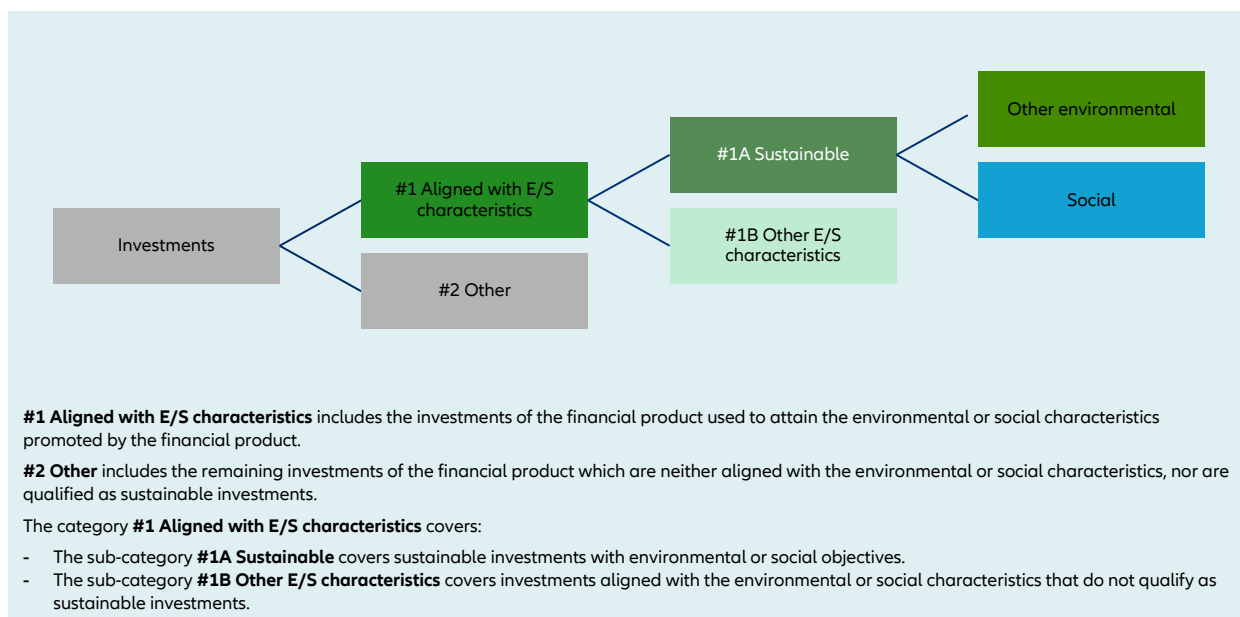 Other environmental
#1A Sustainable
#1 Aligned with E/S
characteristics
Social
Investments
#1B Other E/S
characteristics
#2 Other
#1 Aligned with E/S characteristics includes the investments of the financial product used to attain the environmental or social characteristics
promoted by the financial product.
#2 Other includes the remaining investments of the financial product which are neither aligned with the environmental or social characteristics, nor are
qualified as sustainable investments.
The category #1 Aligned with E/S characteristics covers:
- The sub-category #1A Sustainable covers sustainable investments with environmental or social objectives.
- The sub-category #1B Other E/S characteristics covers investments aligned with the environmental or social characteristics that do not qualify as
sustainable investments.